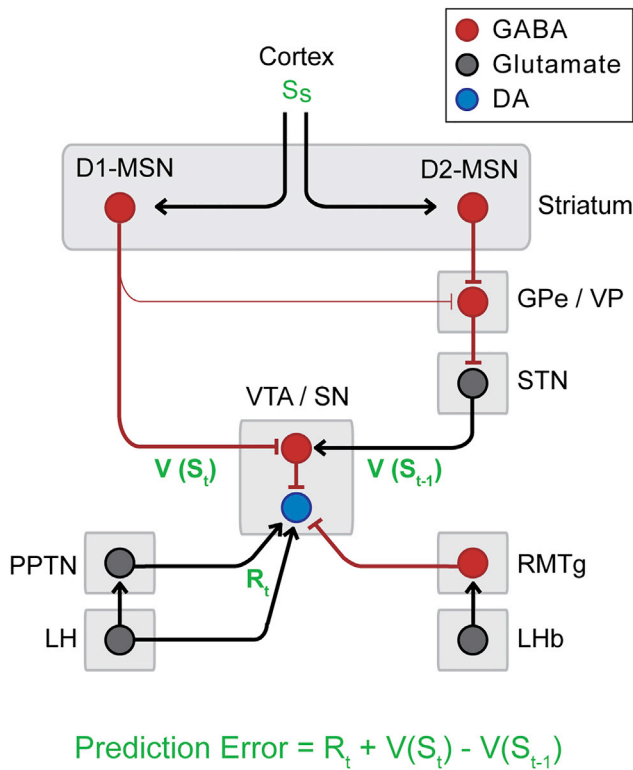 GABA
Glutamate
DA
Cortex
Ss
D1-MSN
D2-MSN
Striatum
GPe / VP
STN
VTA / SN
V (St)
V (St-1)
PPTN
Rt
RMTg
LH
LHb
Prediction Error = Rt + V(St) - V(St-1)